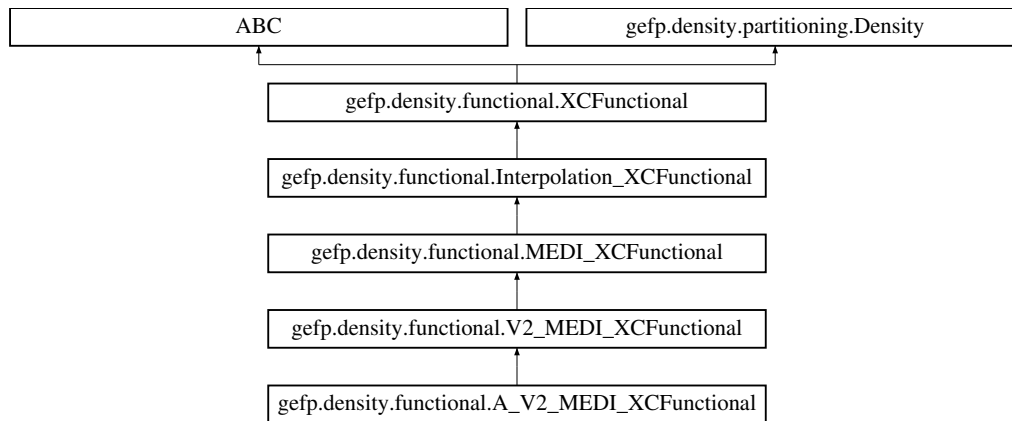 ABC
gefp.density.partitioning.Density
gefp.density.functional.XCFunctional
gefp.density.functional.Interpolation_XCFunctional
gefp.density.functional.MEDI_XCFunctional
gefp.density.functional.V2_MEDI_XCFunctional
gefp.density.functional.A_V2_MEDI_XCFunctional